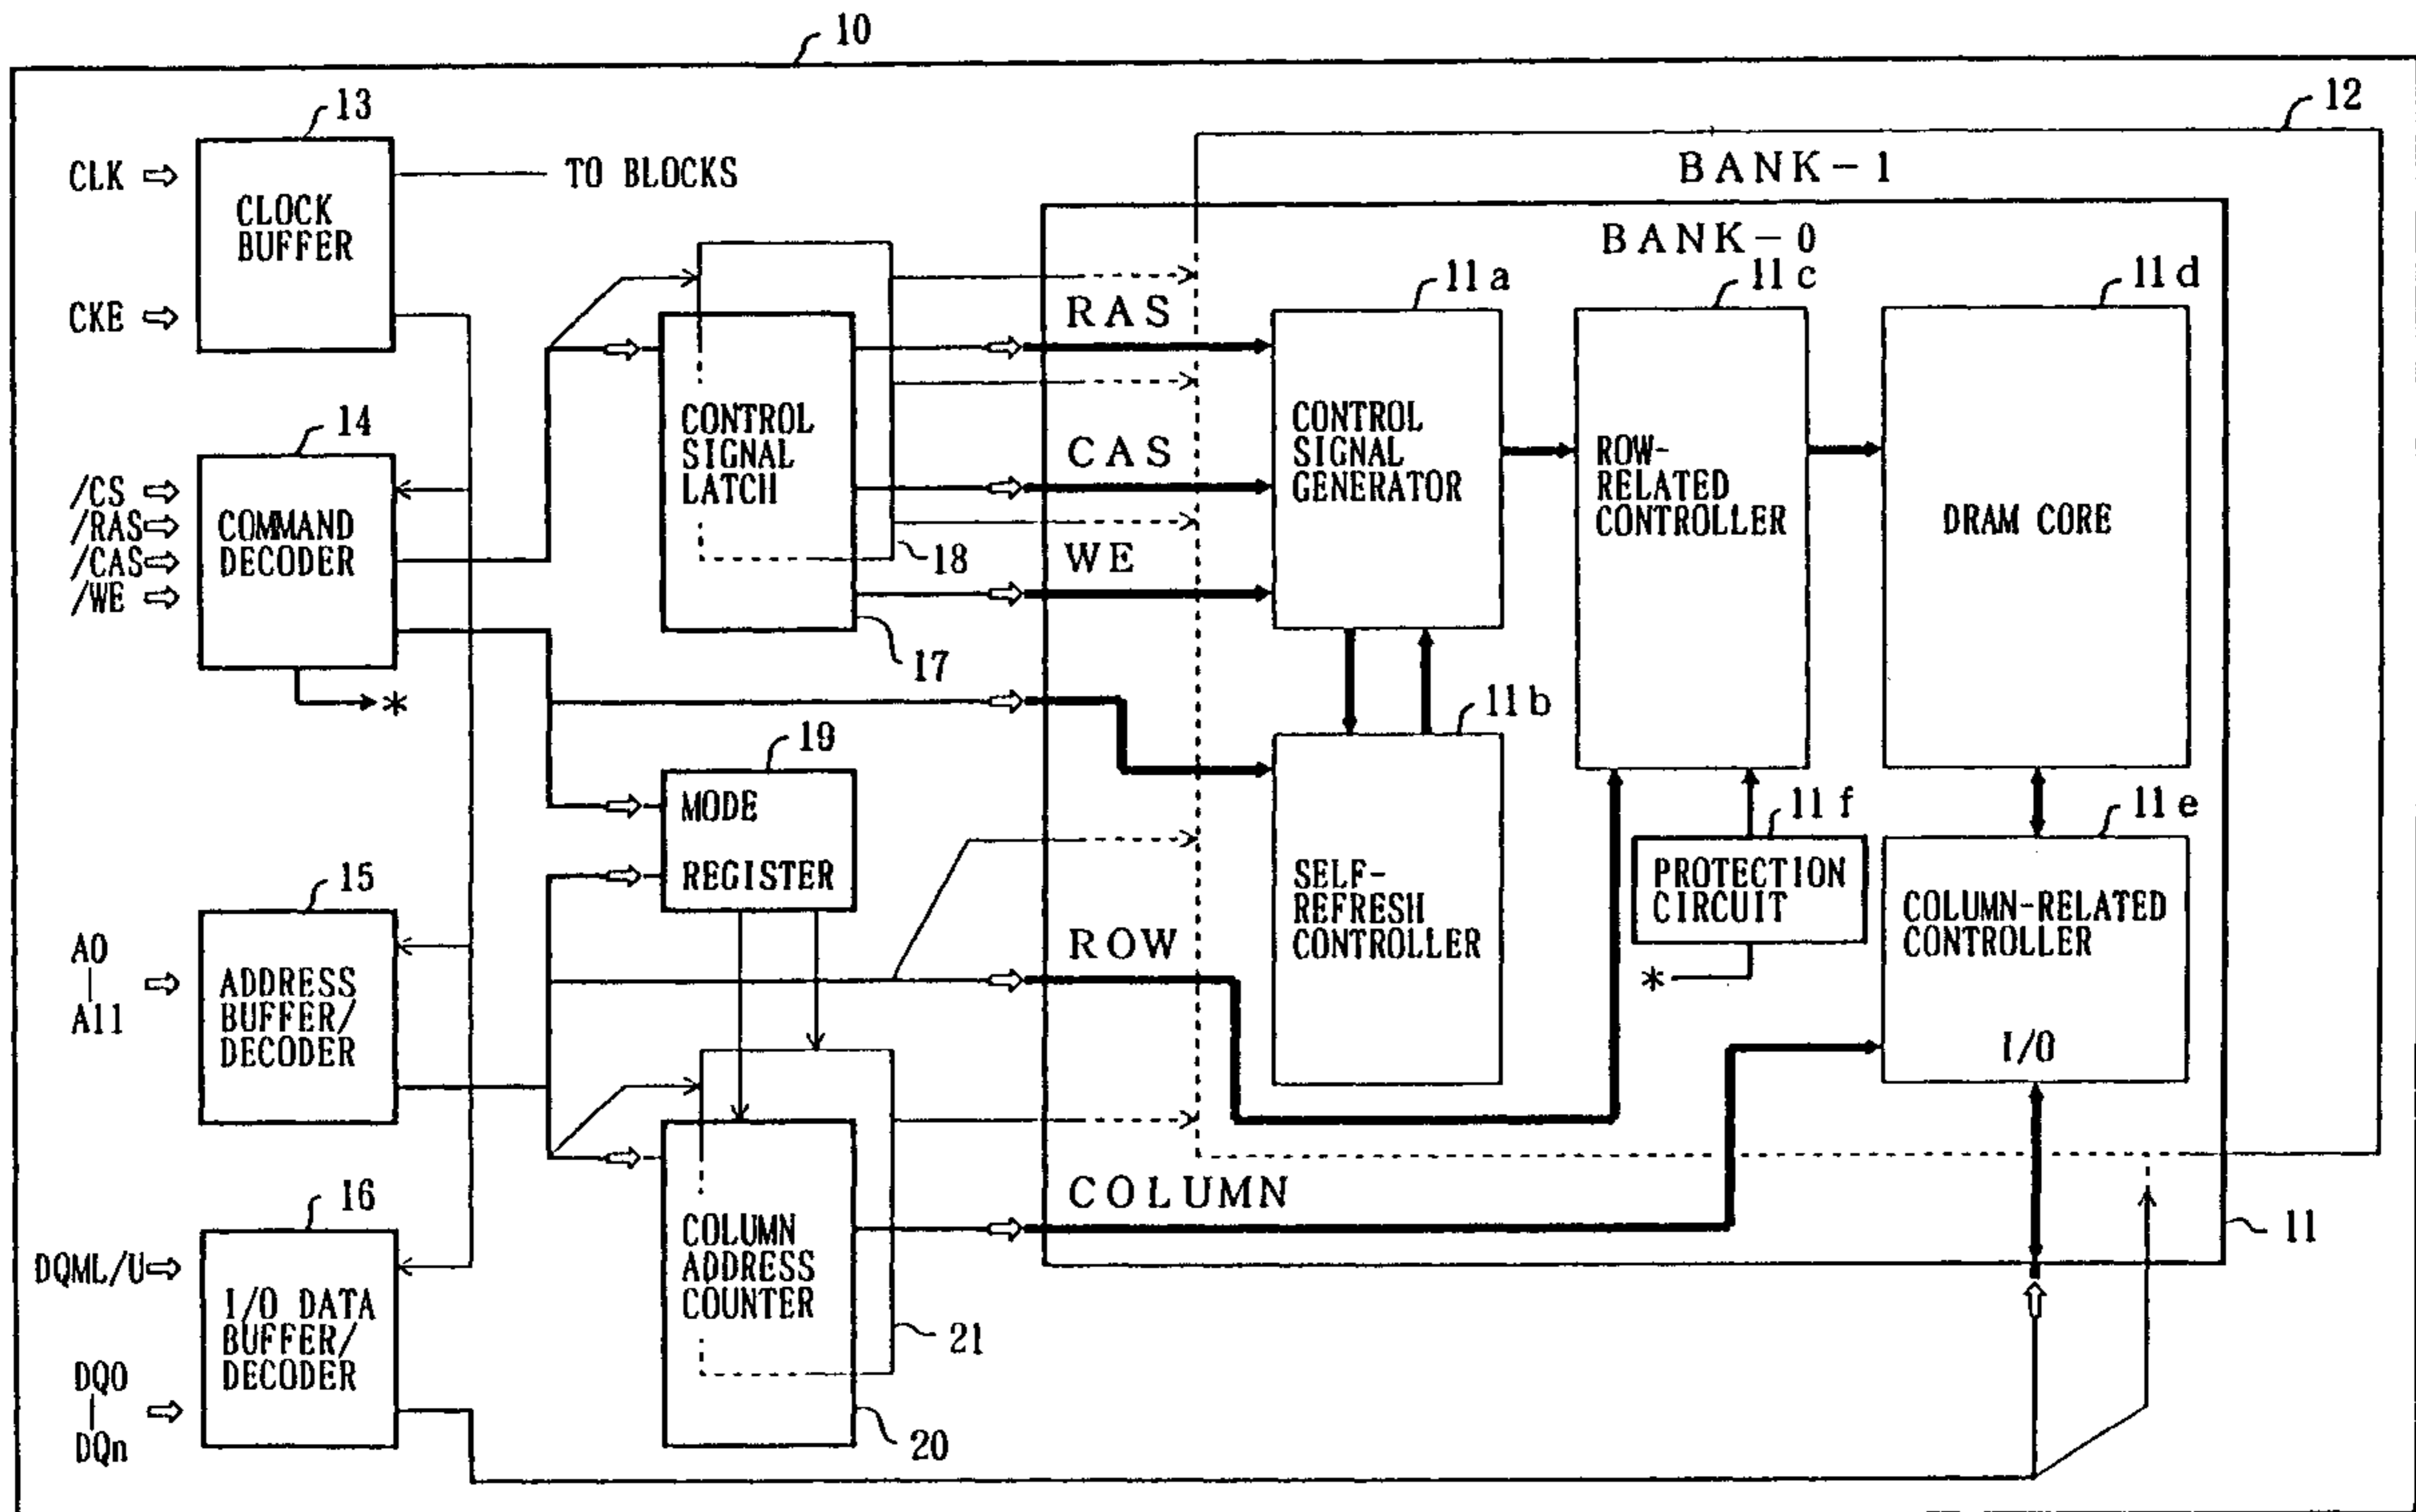 10
12
13
CLK
CLOCK
BUFFER
TO BLOCKS
CKE
BANK-1
BANK-0
11a
11c
11d
RAS
CAS
WE
14
/CS
/RAS
/CAS
/WE
COMMAND
DECODER
*
CONTROL
SIGNAL
LATCH
18
17
CONTROL
SIGNAL
GENERATOR
ROW-
RELATED
CONTROLLER
DRAM CORE
11b
19
MODE
REGISTER
11f
11e
SELF-
REFRESH
CONTROLLER
PROTECTION
CIRCUIT
*
COLUMN-RELATED
CONTROLLER
I/O
15
A0
A11
ADDRESS
BUFFER/
DECODER
ROW
COLUMN
16
DQML/U
DQ0
DQn
I/O DATA
BUFFER/
DECODER
COLUMN
ADDRESS
COUNTER
21
20
11